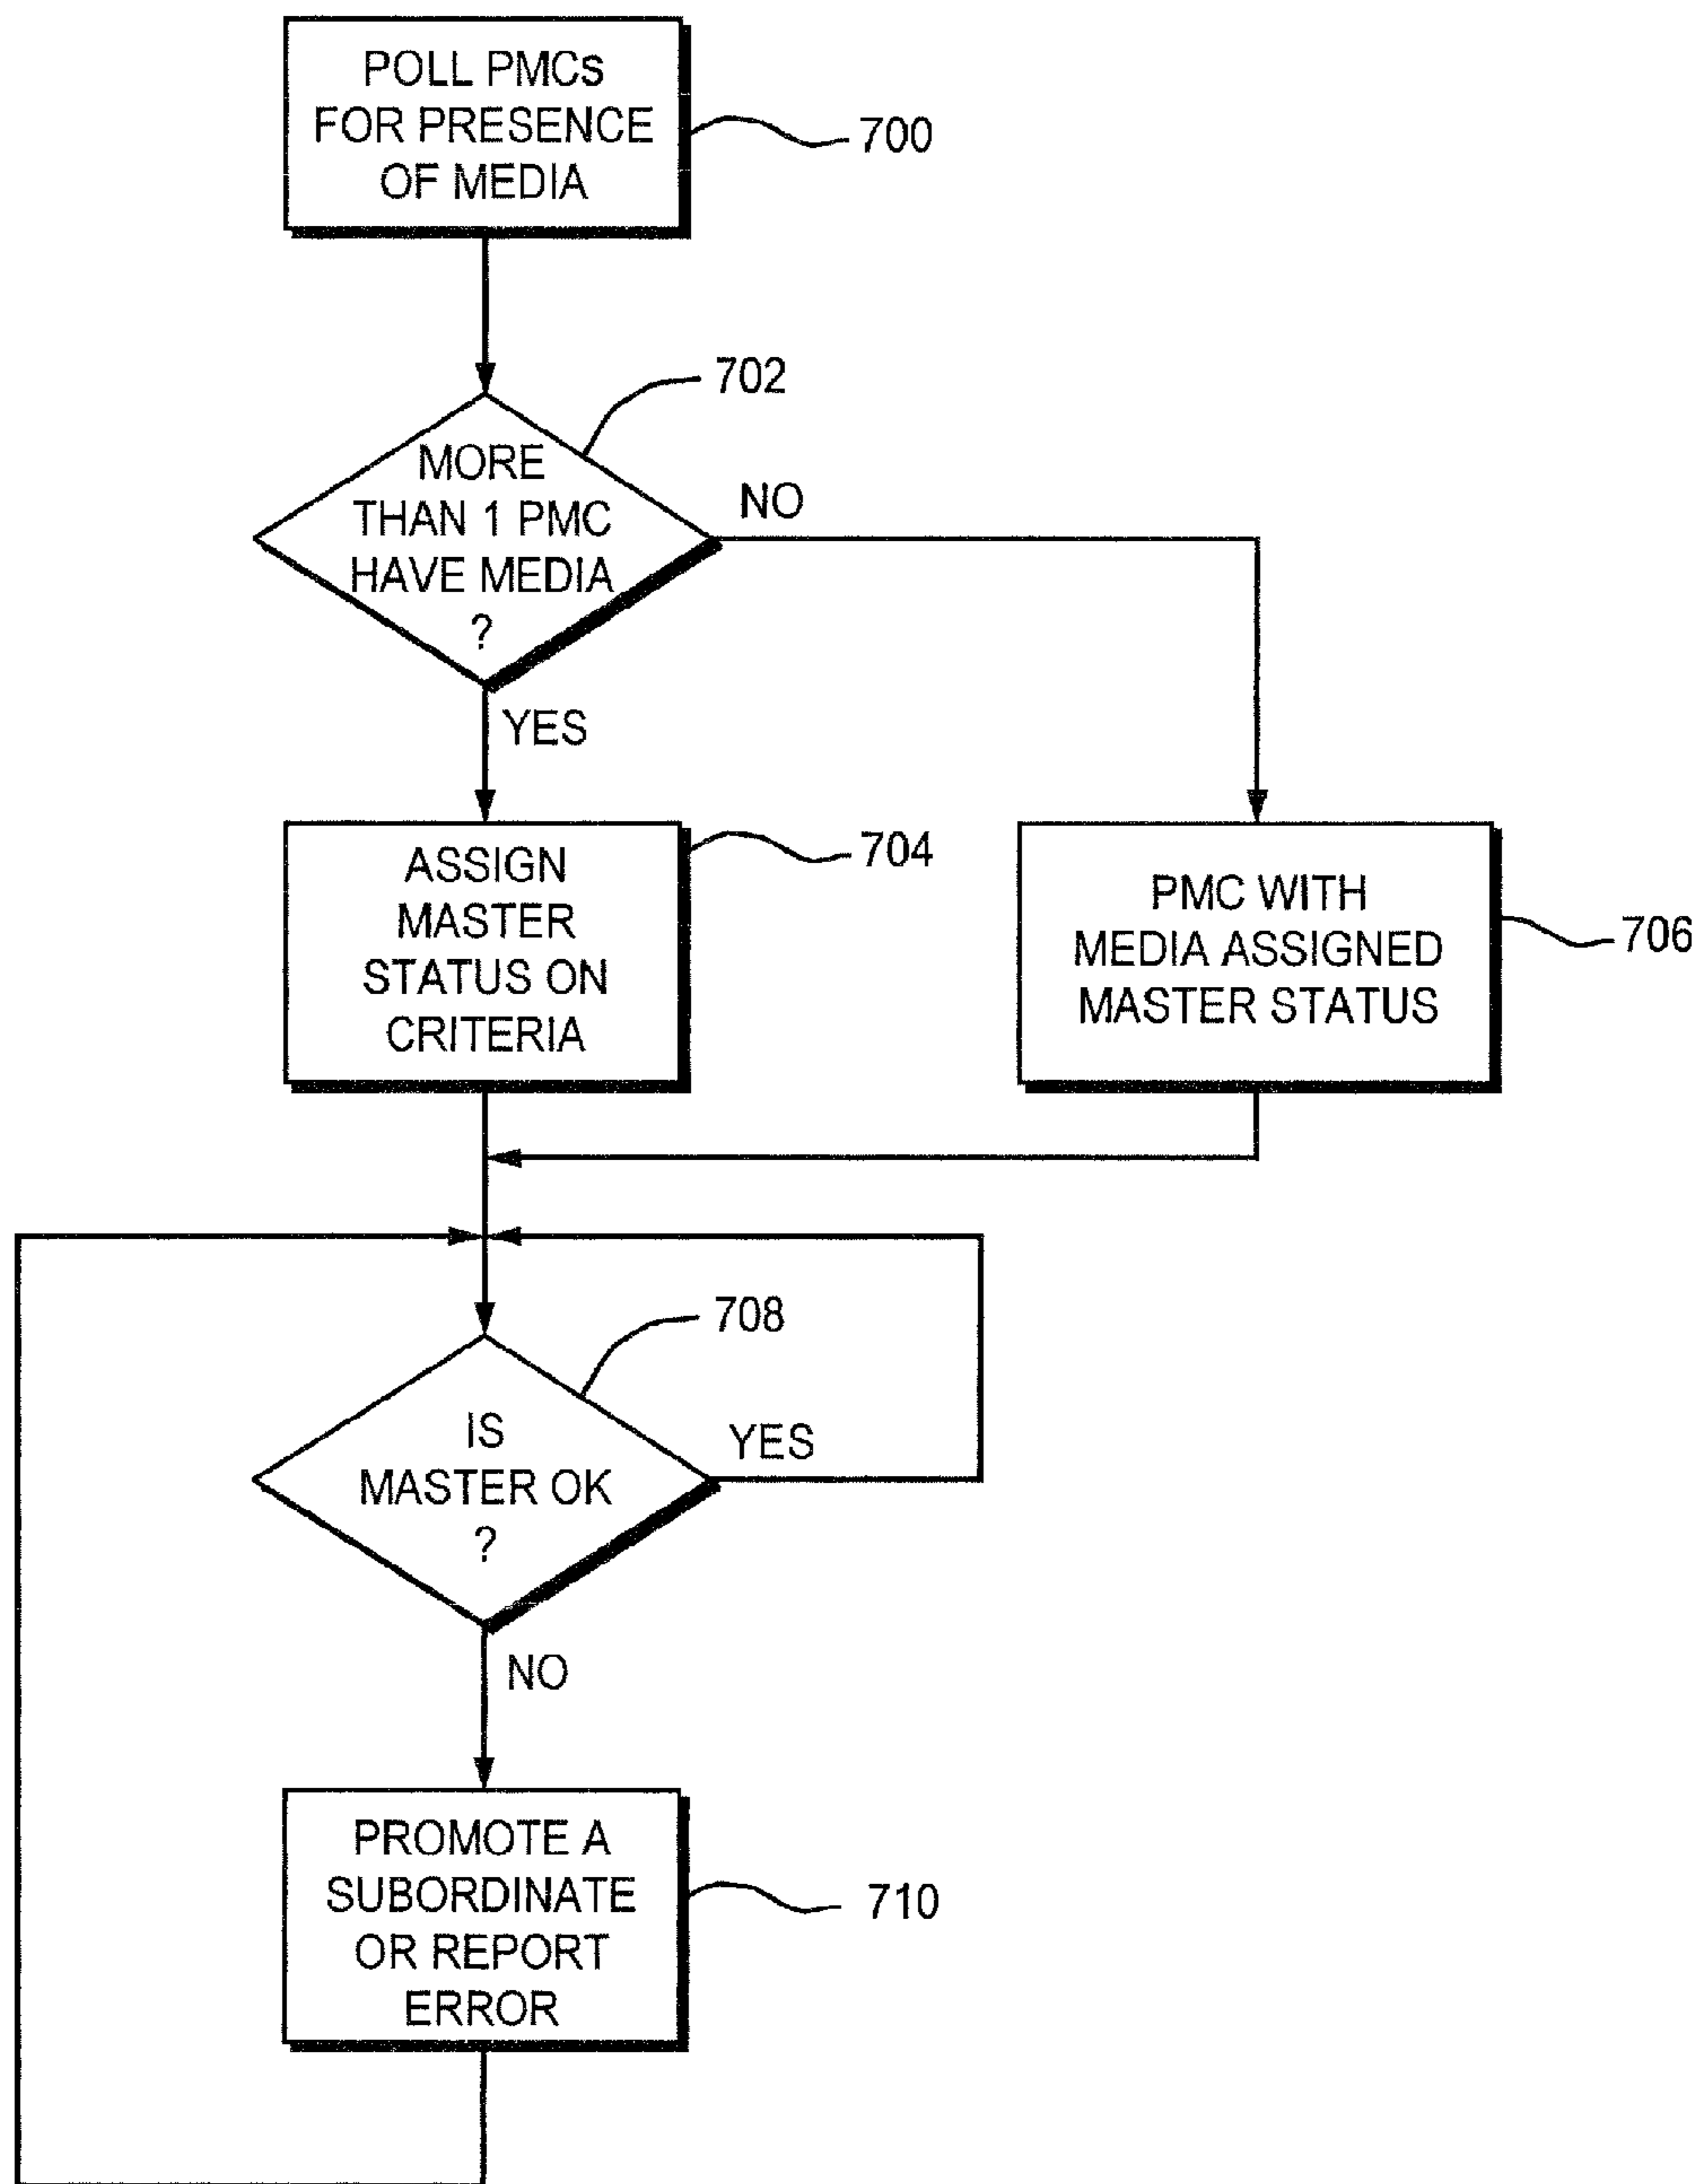 POLL PMCs
FOR PRESENCE
OF MEDIA
700
702
MORE
THAN 1 PMC
HAVE MEDIA
?
NO
YES
ASSIGN
MASTER
STATUS ON
CRITERIA
704
PMC WITH
MEDIA ASSIGNED
MASTER STATUS
706
708
IS
MASTER OK
?
YES
NO
PROMOTE A
SUBORDINATE
OR REPORT
ERROR
710